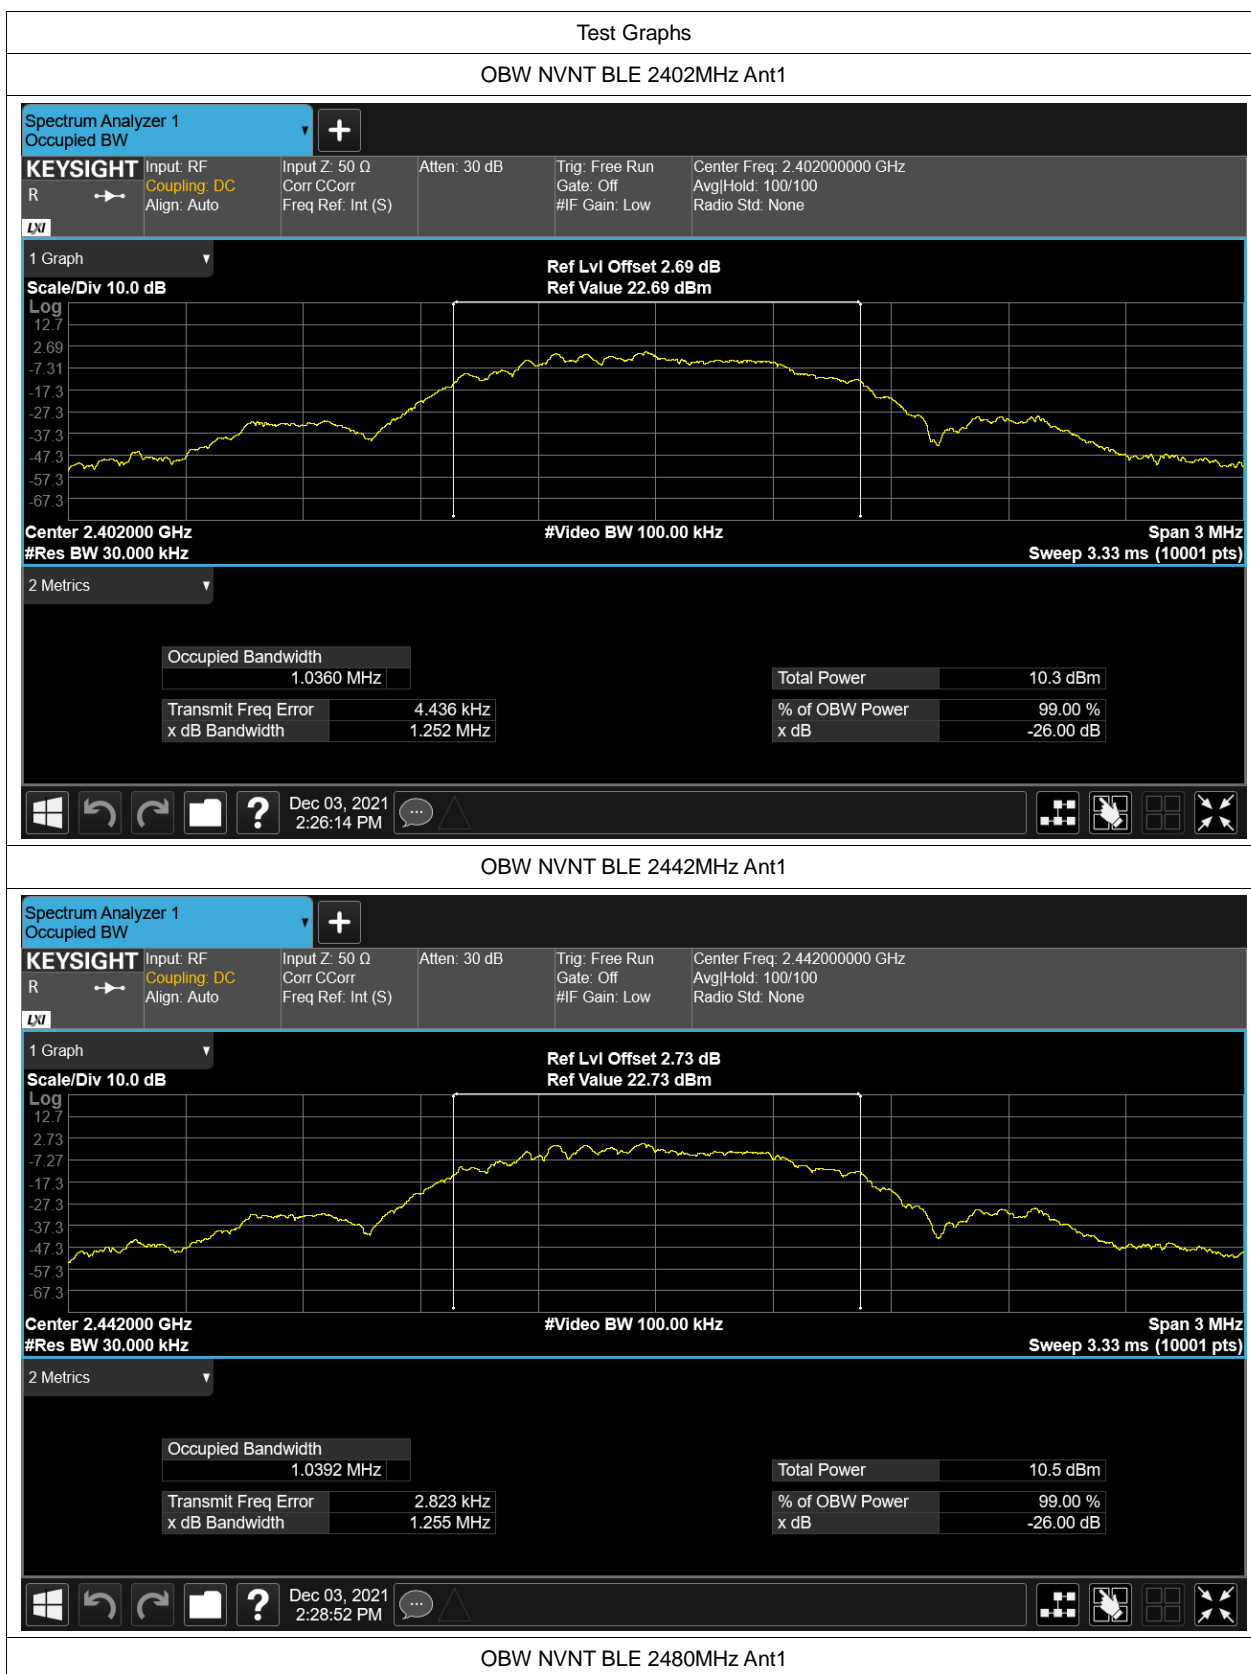 Test Graphs
OBW NVNT BLE 2402MHz Ant1
Spectrum Analyzer 1
Occupied BW
KEYSIGHT
R
LXI
Input: RF
Coupling: DC
Align: Auto
Input Z: 50 Ω
Corr CCorr
Freq Ref: Int (S)
Atten: 30 dB
Trig: Free Run
Gate: Off
#IF Gain: Low
Center Freq: 2.402000000 GHz
Avg|Hold: 100/100
Radio Std: None
1 Graph
Scale/Div 10.0 dB
Ref Lvl Offset 2.69 dB
Ref Value 22.69 dBm
Log
12.7
2.69
-7.31
-17.3
-27.3
-37.3
-47.3
-57.3
-67.3
Center 2.402000 GHz
#Res BW 30.000 kHz
#Video BW 100.00 kHz
Span 3 MHz
Sweep 3.33 ms (10001 pts)
2 Metrics
Occupied Bandwidth
1.0360 MHz
Total Power 10.3 dBm
Transmit Freq Error 4.436 kHz
% of OBW Power 99.00 %
x dB Bandwidth 1.252 MHz
x dB -26.00 dB
Dec 03, 2021
2:26:14 PM
OBW NVNT BLE 2442MHz Ant1
Spectrum Analyzer 1
Occupied BW
KEYSIGHT
R
LXI
Input: RF
Coupling: DC
Align: Auto
Input Z: 50 Ω
Corr CCorr
Freq Ref: Int (S)
Atten: 30 dB
Trig: Free Run
Gate: Off
#IF Gain: Low
Center Freq: 2.442000000 GHz
Avg|Hold: 100/100
Radio Std: None
1 Graph
Scale/Div 10.0 dB
Ref Lvl Offset 2.73 dB
Ref Value 22.73 dBm
Log
12.7
2.73
-7.27
-17.3
-27.3
-37.3
-47.3
-57.3
-67.3
Center 2.442000 GHz
#Res BW 30.000 kHz
#Video BW 100.00 kHz
Span 3 MHz
Sweep 3.33 ms (10001 pts)
2 Metrics
Occupied Bandwidth
1.0392 MHz
Total Power 10.5 dBm
Transmit Freq Error 2.823 kHz
% of OBW Power 99.00 %
x dB Bandwidth 1.255 MHz
x dB -26.00 dB
Dec 03, 2021
2:28:52 PM
OBW NVNT BLE 2480MHz Ant1